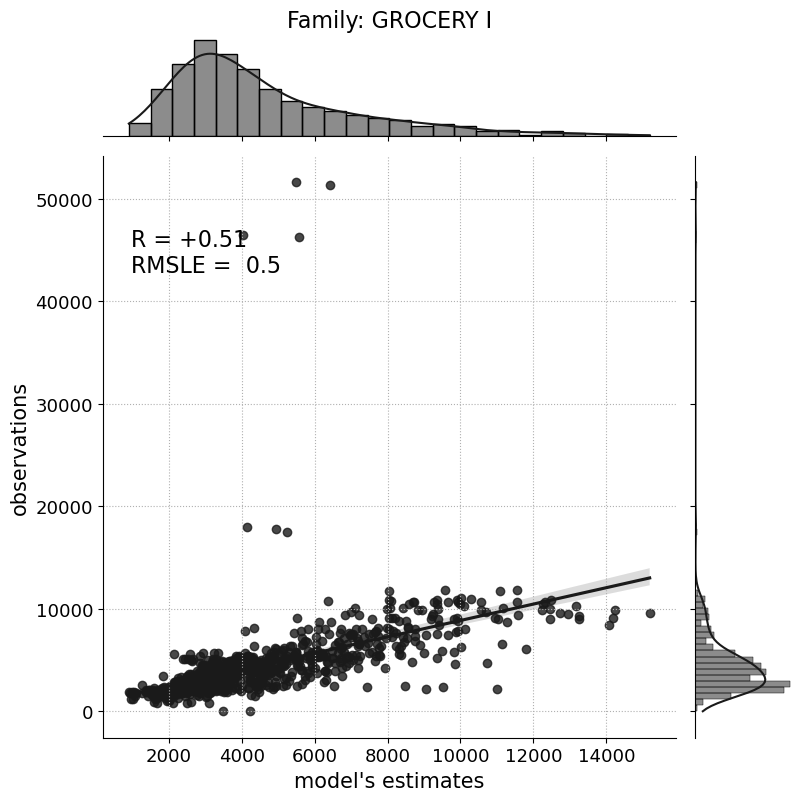 Family: GROCERY I
R = +0.51
RMSLE =  0.5
50000
40000
30000
20000
10000
0
observations
2000 4000 6000 8000 10000 12000 14000
model's estimates